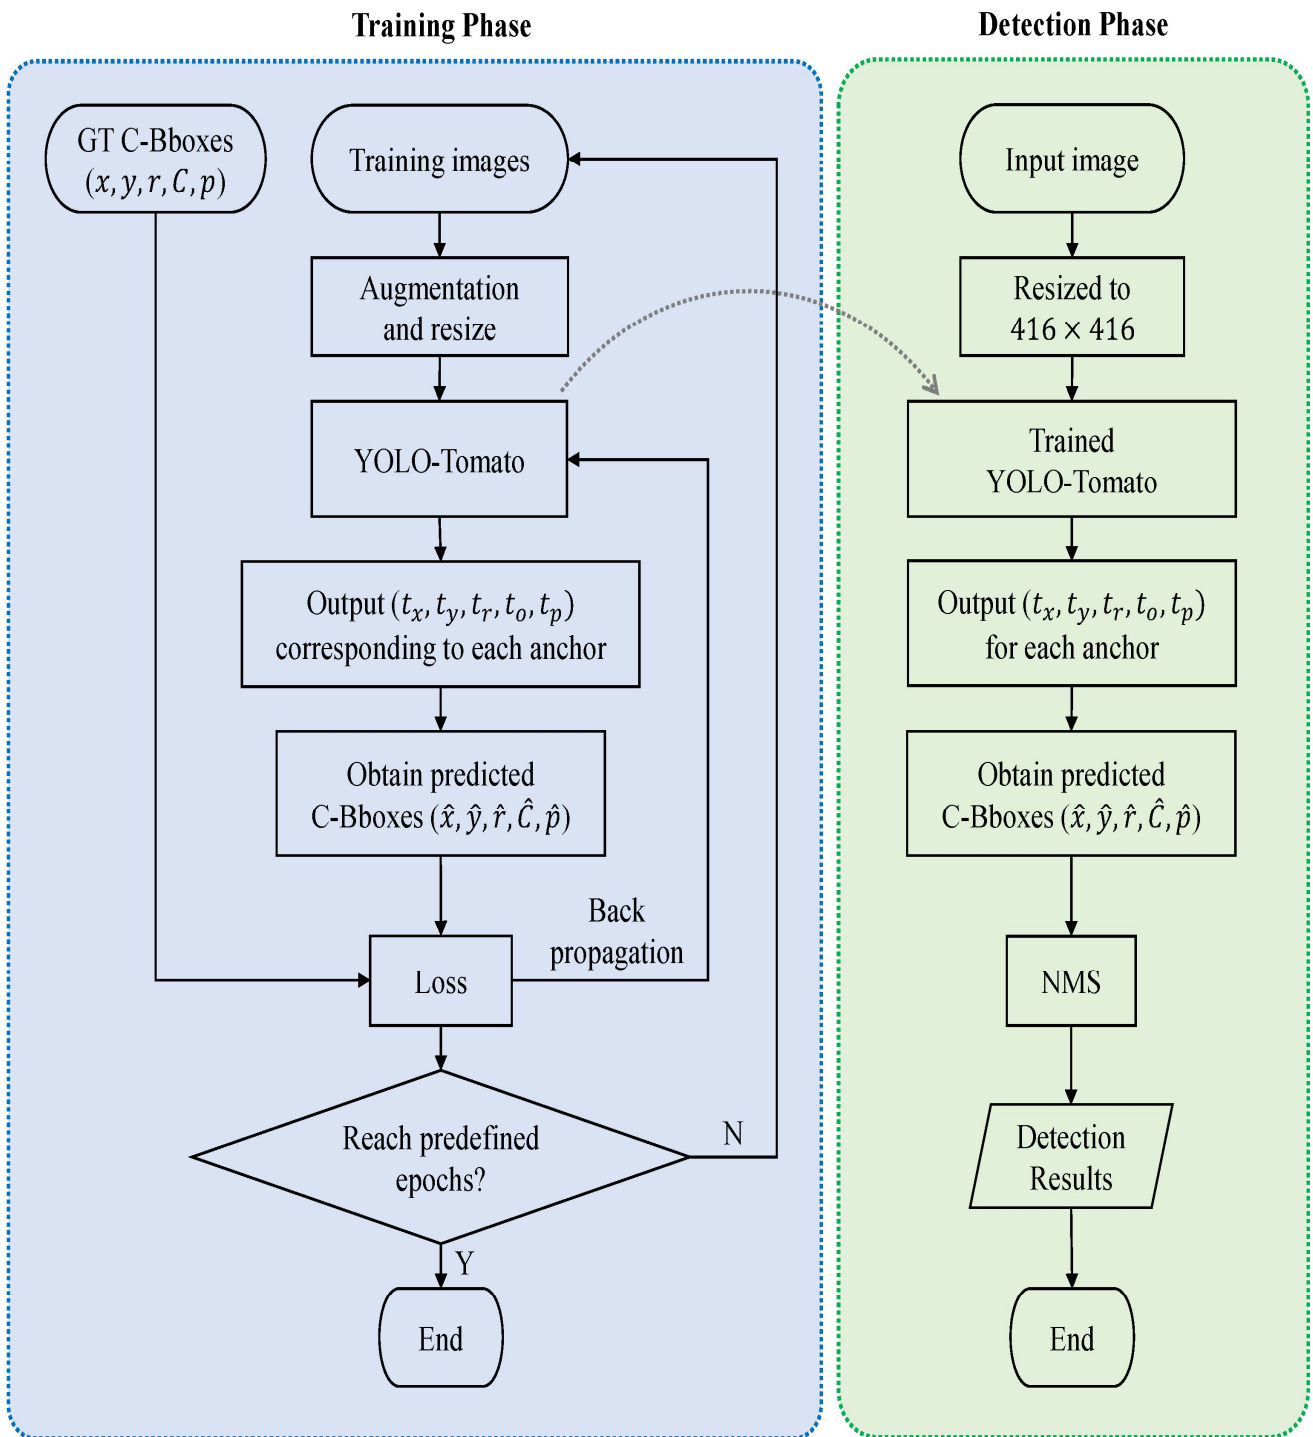 Training Phase
GT C-Bboxes
(x, y, r, C, p)
Training images
Augmentation
and resize
YOLO-Tomato
Output (t_x, t_y, t_r, t_o, t_p)
corresponding to each anchor
Obtain predicted
C-Bboxes (x̂, ŷ, r̂, Ĉ, p̂)
Back
propagation
Loss
Reach predefined
epochs?
N
Y
End
Detection Phase
Input image
Resized to
416 × 416
Trained
YOLO-Tomato
Output (t_x, t_y, t_r, t_o, t_p)
for each anchor
Obtain predicted
C-Bboxes (x̂, ŷ, r̂, Ĉ, p̂)
NMS
Detection
Results
End